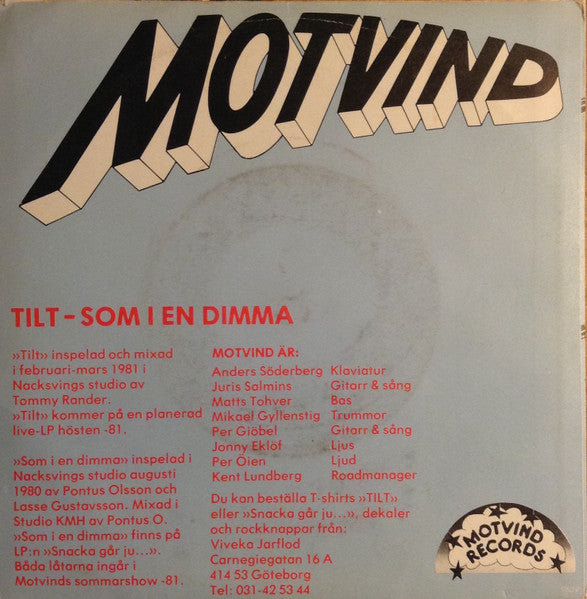 MOTVIND
TILT – SOM I EN DIMMA
»Tilt» inspelad och mixad
i februari-mars 1981 i
Nacksvings studio av
Tommy Rander.
»Tilt» kommer på en planerad
live-LP hösten -81.
»Som i en dimma» inspelad i
Nacksvings studio augusti
1980 av Pontus Olsson och
Lasse Gustavsson. Mixad i
Studio KMH av Pontus O.
»Som i en dimma» finns på
LP:n »Snacka går ju...».
Båda låtarna ingår i
Motvinds sommarshow -81.
MOTVIND ÄR:
Anders Söderberg Klaviatur
Juris Salmins Gitarr & sång
Matts Tohver Bas
Mikael Gyllenstig Trummor
Per Giöbel Gitarr & sång
Jonny Eklöf Ljus
Per Öien Ljud
Kent Lundberg Roadmanager
Du kan beställa T-shirts »TILT»
eller »Snacka går ju...», dekaler
och rockknappar från:
Viveka Jarflod
Carnegiegatan 16 A
414 53 Göteborg
Tel: 031-42 53 44
MOTVIND
RECORDS